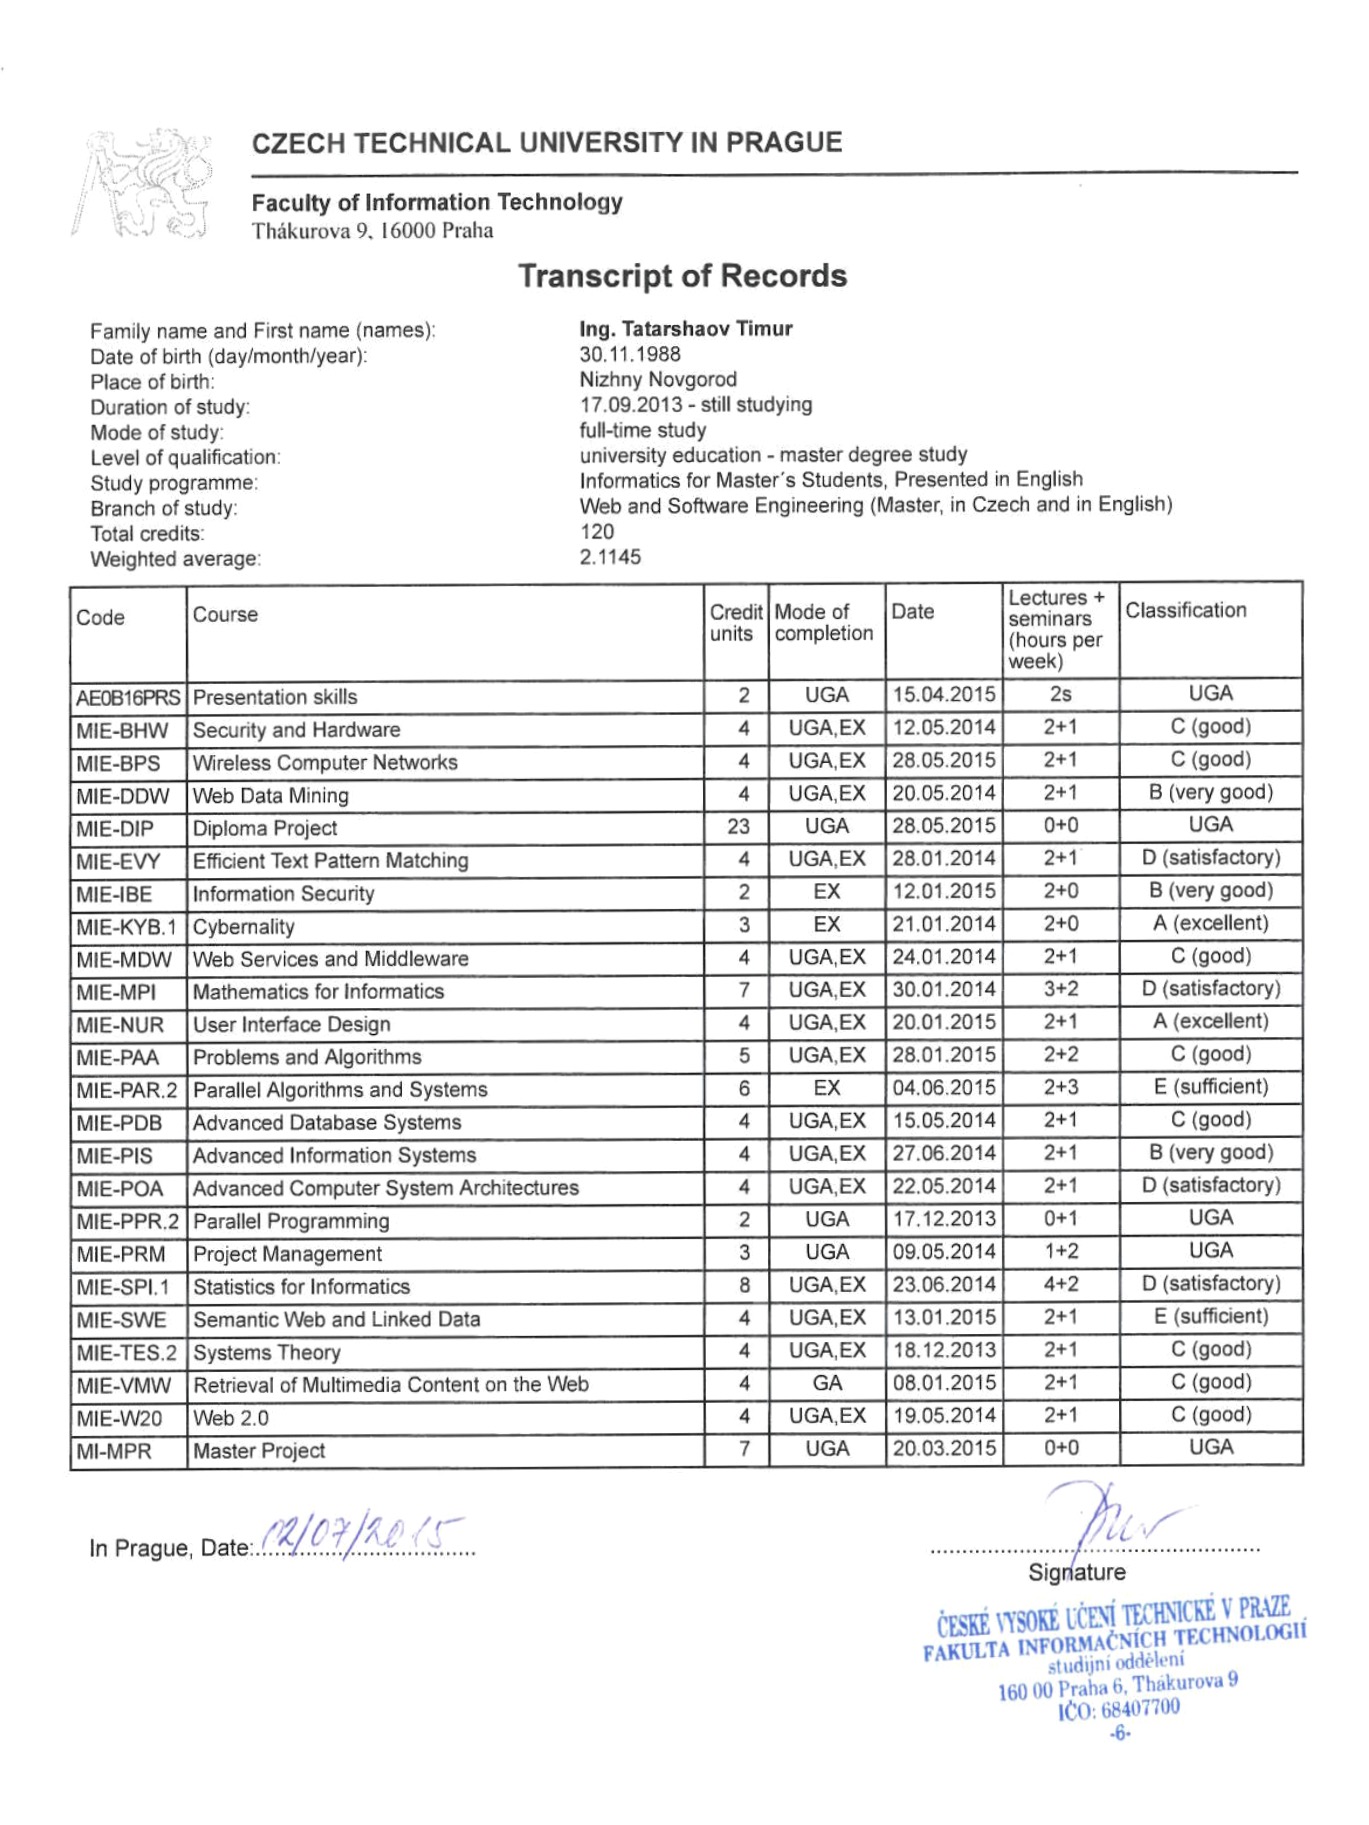 CZECH TECHNICAL UNIVERSITY IN PRAGUE
Faculty of Information Technology
Thákurova 9, 16000 Praha
Transcript of Records
Family name and First name (names): Ing. Tatarshaov Timur
Date of birth (day/month/year): 30.11.1988
Place of birth: Nizhny Novgorod
Duration of study: 17.09.2013 - still studying
Mode of study: full-time study
Level of qualification: university education - master degree study
Study programme: Informatics for Master´s Students, Presented in English
Branch of study: Web and Software Engineering (Master, in Czech and in English)
Total credits: 120
Weighted average: 2.1145
Code Course Credit units Mode of completion Date Lectures + seminars (hours per week) Classification
AE0B16PRS Presentation skills 2 UGA 15.04.2015 2s UGA
MIE-BHW Security and Hardware 4 UGA,EX 12.05.2014 2+1 C (good)
MIE-BPS Wireless Computer Networks 4 UGA,EX 28.05.2015 2+1 C (good)
MIE-DDW Web Data Mining 4 UGA,EX 20.05.2014 2+1 B (very good)
MIE-DIP Diploma Project 23 UGA 28.05.2015 0+0 UGA
MIE-EVY Efficient Text Pattern Matching 4 UGA,EX 28.01.2014 2+1 D (satisfactory)
MIE-IBE Information Security 2 EX 12.01.2015 2+0 B (very good)
MIE-KYB.1 Cybernality 3 EX 21.01.2014 2+0 A (excellent)
MIE-MDW Web Services and Middleware 4 UGA,EX 24.01.2014 2+1 C (good)
MIE-MPI Mathematics for Informatics 7 UGA,EX 30.01.2014 3+2 D (satisfactory)
MIE-NUR User Interface Design 4 UGA,EX 20.01.2015 2+1 A (excellent)
MIE-PAA Problems and Algorithms 5 UGA,EX 28.01.2015 2+2 C (good)
MIE-PAR.2 Parallel Algorithms and Systems 6 EX 04.06.2015 2+3 E (sufficient)
MIE-PDB Advanced Database Systems 4 UGA,EX 15.05.2014 2+1 C (good)
MIE-PIS Advanced Information Systems 4 UGA,EX 27.06.2014 2+1 B (very good)
MIE-POA Advanced Computer System Architectures 4 UGA,EX 22.05.2014 2+1 D (satisfactory)
MIE-PPR.2 Parallel Programming 2 UGA 17.12.2013 0+1 UGA
MIE-PRM Project Management 3 UGA 09.05.2014 1+2 UGA
MIE-SPI.1 Statistics for Informatics 8 UGA,EX 23.06.2014 4+2 D (satisfactory)
MIE-SWE Semantic Web and Linked Data 4 UGA,EX 13.01.2015 2+1 E (sufficient)
MIE-TES.2 Systems Theory 4 UGA,EX 18.12.2013 2+1 C (good)
MIE-VMW Retrieval of Multimedia Content on the Web 4 GA 08.01.2015 2+1 C (good)
MIE-W20 Web 2.0 4 UGA,EX 19.05.2014 2+1 C (good)
MI-MPR Master Project 7 UGA 20.03.2015 0+0 UGA
In Prague, Date: 02/07/2015
Signature
ČESKÉ VYSOKÉ UČENÍ TECHNICKÉ V PRAZE
FAKULTA INFORMAČNÍCH TECHNOLOGIÍ
studijní oddělení
160 00 Praha 6, Thákurova 9
IČO: 68407700
-6-